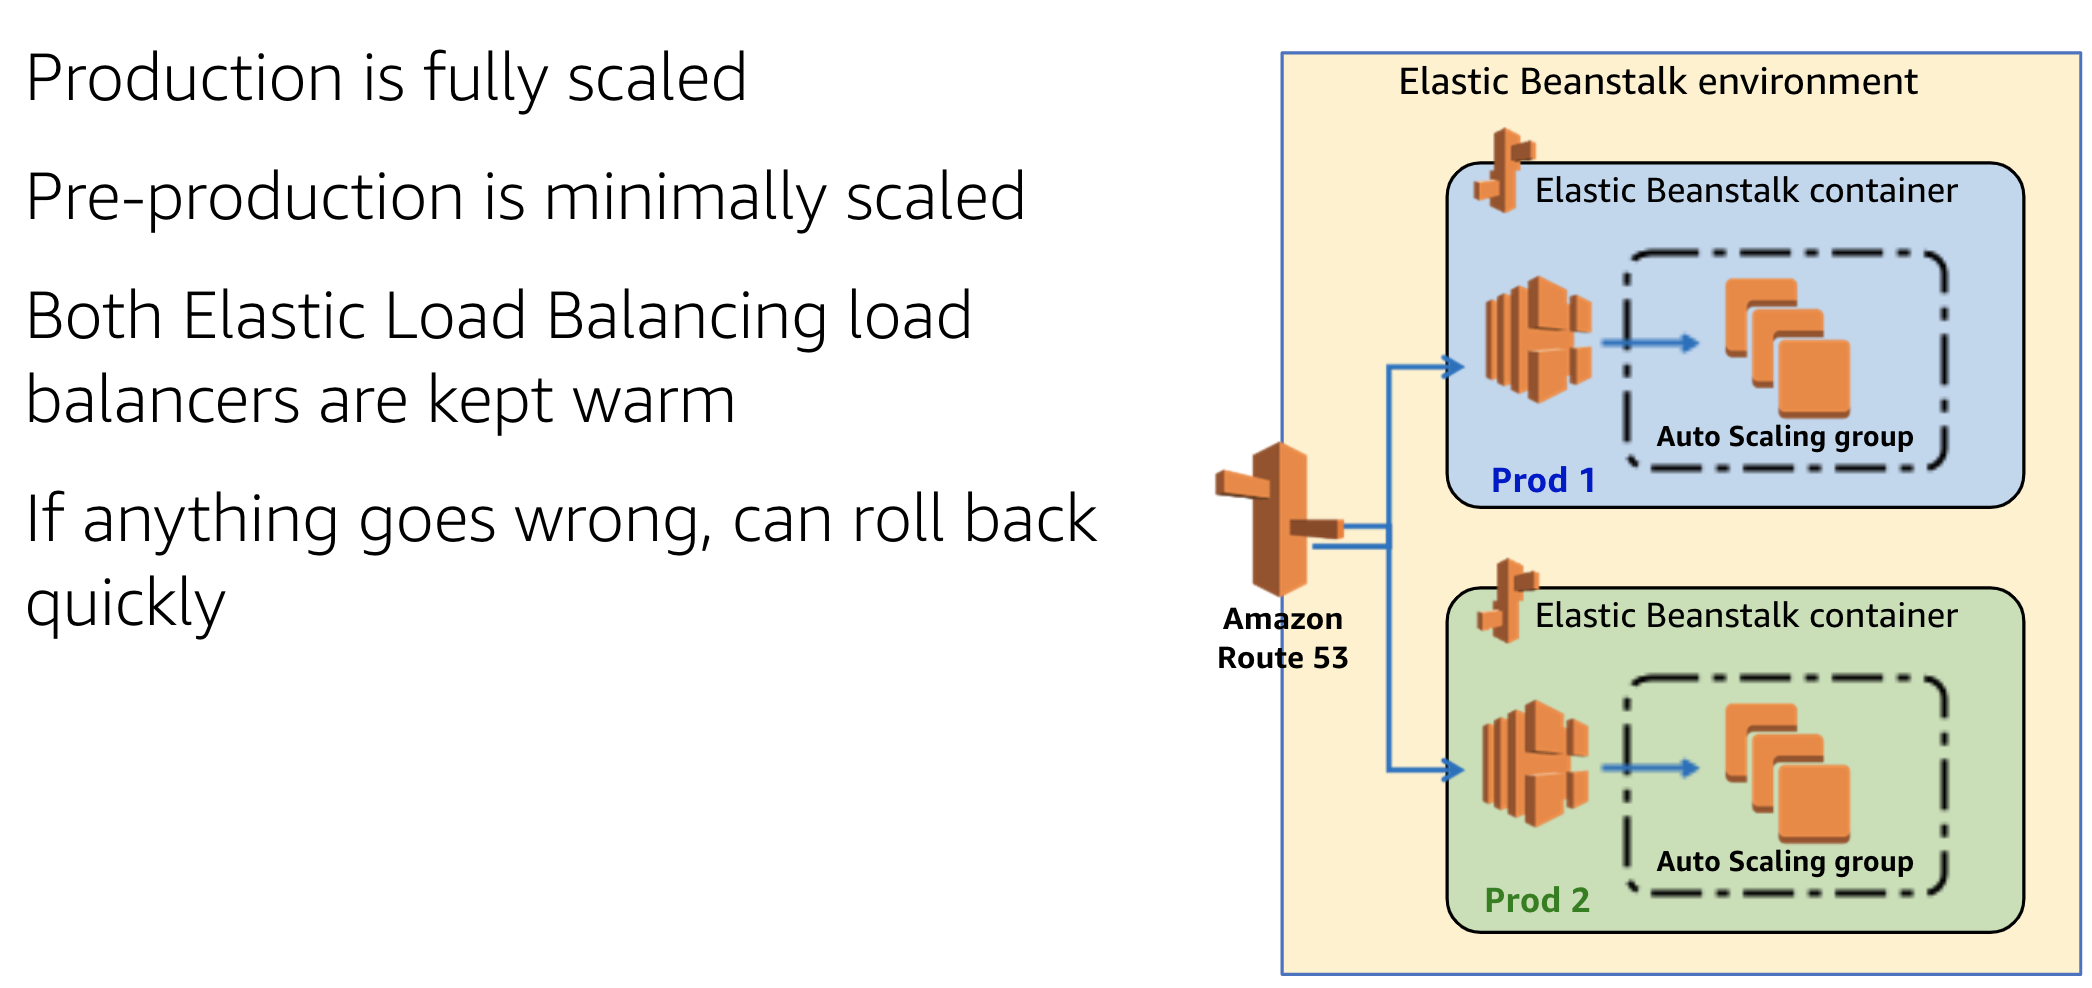 Production is fully scaled
Pre-production is minimally scaled
Both Elastic Load Balancing load
balancers are kept warm
If anything goes wrong, can roll back
quickly
Elastic Beanstalk environment
Elastic Beanstalk container
Auto Scaling group
Prod 1
Amazon
Route 53
Elastic Beanstalk container
Auto Scaling group
Prod 2